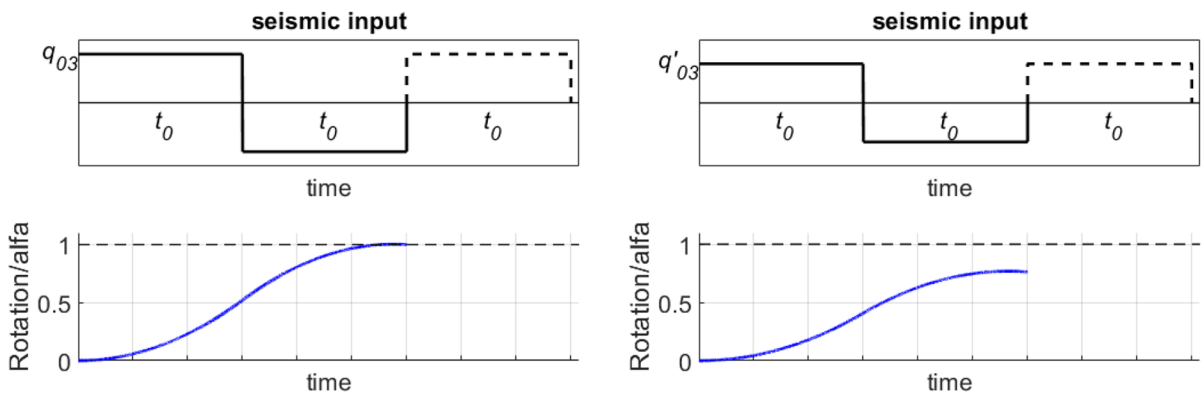 seismic input
q03
t0 t0 t0
time
Rotation/alfa
1
0.5
0
time
seismic input
q'03
t0 t0 t0
time
Rotation/alfa
1
0.5
0
time